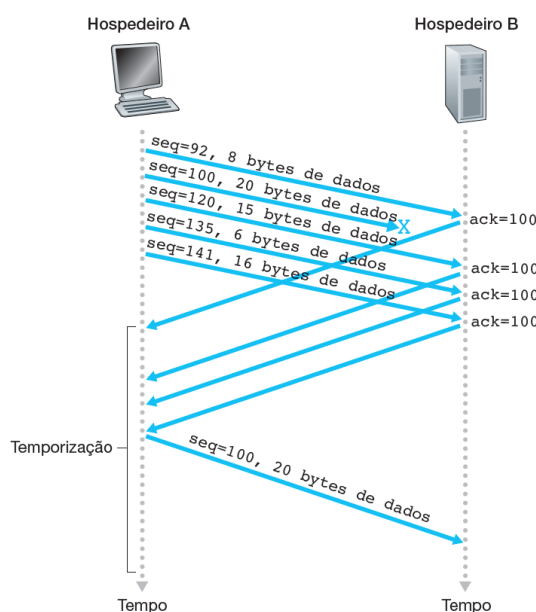 Hospedeiro A
Hospedeiro B
seq=92, 8 bytes de dados
seq=100, 20 bytes de dados
X
seq=120, 15 bytes de dados
seq=135, 6 bytes de dados
seq=141, 16 bytes de dados
ack=100
ack=100
ack=100
ack=100
Temporização
seq=100, 20 bytes de dados
Tempo
Tempo